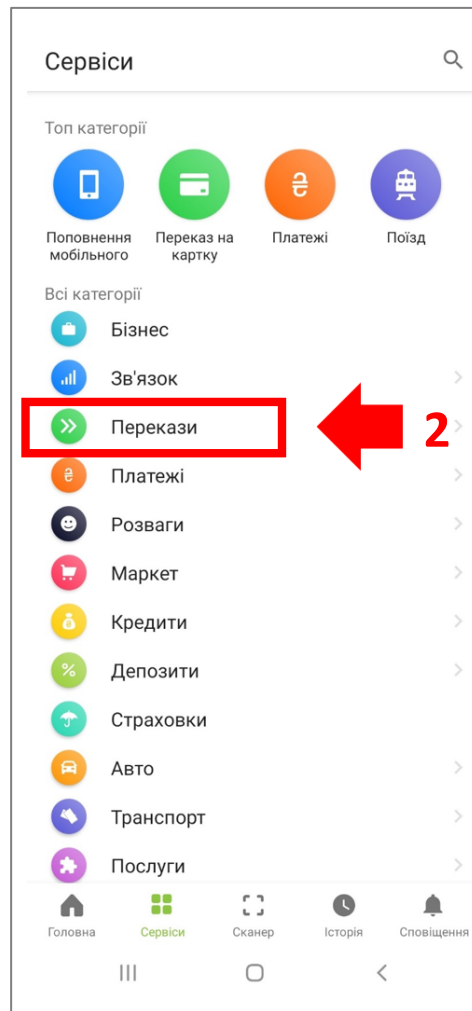 Сервіси
Топ категорії
Поповнення мобільного
Переказ на картку
Платежі
Поїзд
Всі категорії
Бізнес
Зв'язок
Перекази
2
Платежі
Розваги
Маркет
Кредити
Депозити
Страховки
Авто
Транспорт
Послуги
Головна
Сервіси
Сканер
Історія
Сповіщення